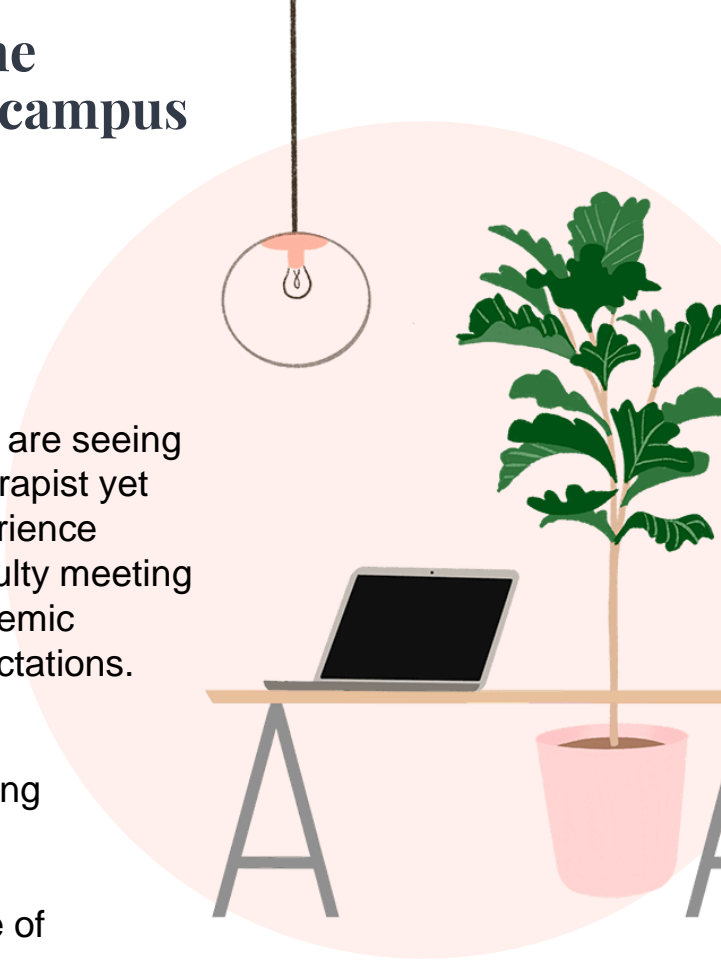 ne
campus
are seeing
rapist yet
rience
ulty meeting
emic
ctations.
ng
e of